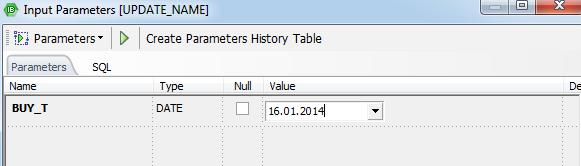 Input Parameters [UPDATE_NAME]
Parameters Create Parameters History Table
Parameters SQL
Name Type Null Value De
BUY_T DATE 16.01.2014